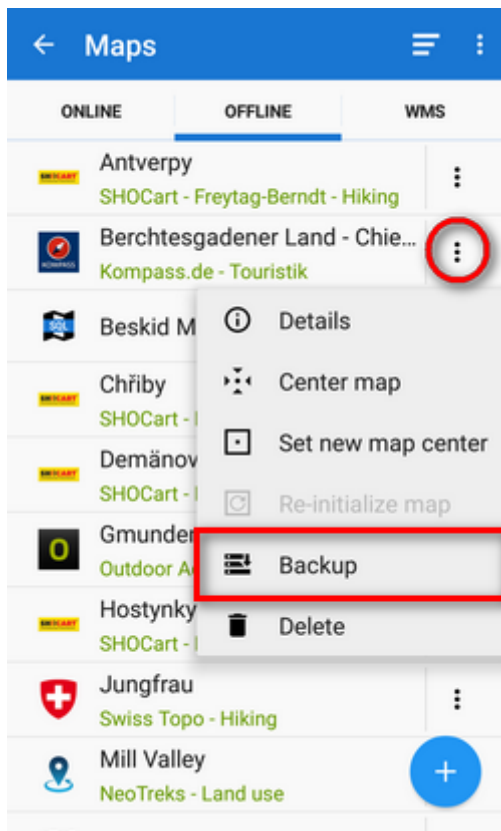 Maps
ONLINE OFFLINE WMS
Antverpy
SHOCart - Freytag-Berndt - Hiking
Berchtesgadener Land - Chie...
Kompass.de - Touristik
Beskid M
Details
Chřiby
Center map
SHOCart -
Set new map center
Demänov
SHOCart -
Re-initialize map
Gmunden
Backup
Outdoor A
Hostynky
Delete
SHOCart -
Jungfrau
Swiss Topo - Hiking
Mill Valley
NeoTreks - Land use